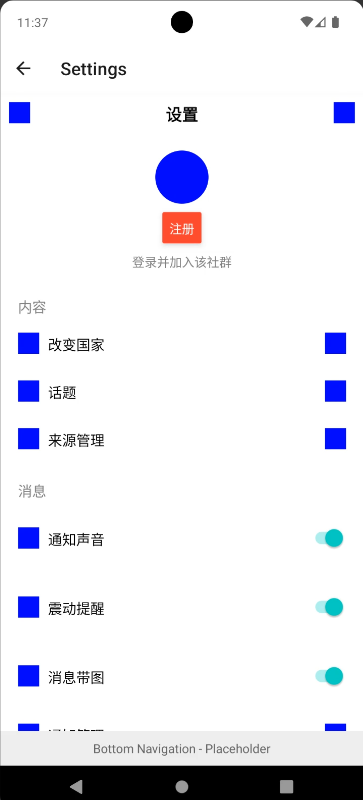 11:37
Settings
设置
注册
登录并加入该社群
内容
改变国家
话题
来源管理
消息
通知声音
震动提醒
消息带图
Bottom Navigation - Placeholder